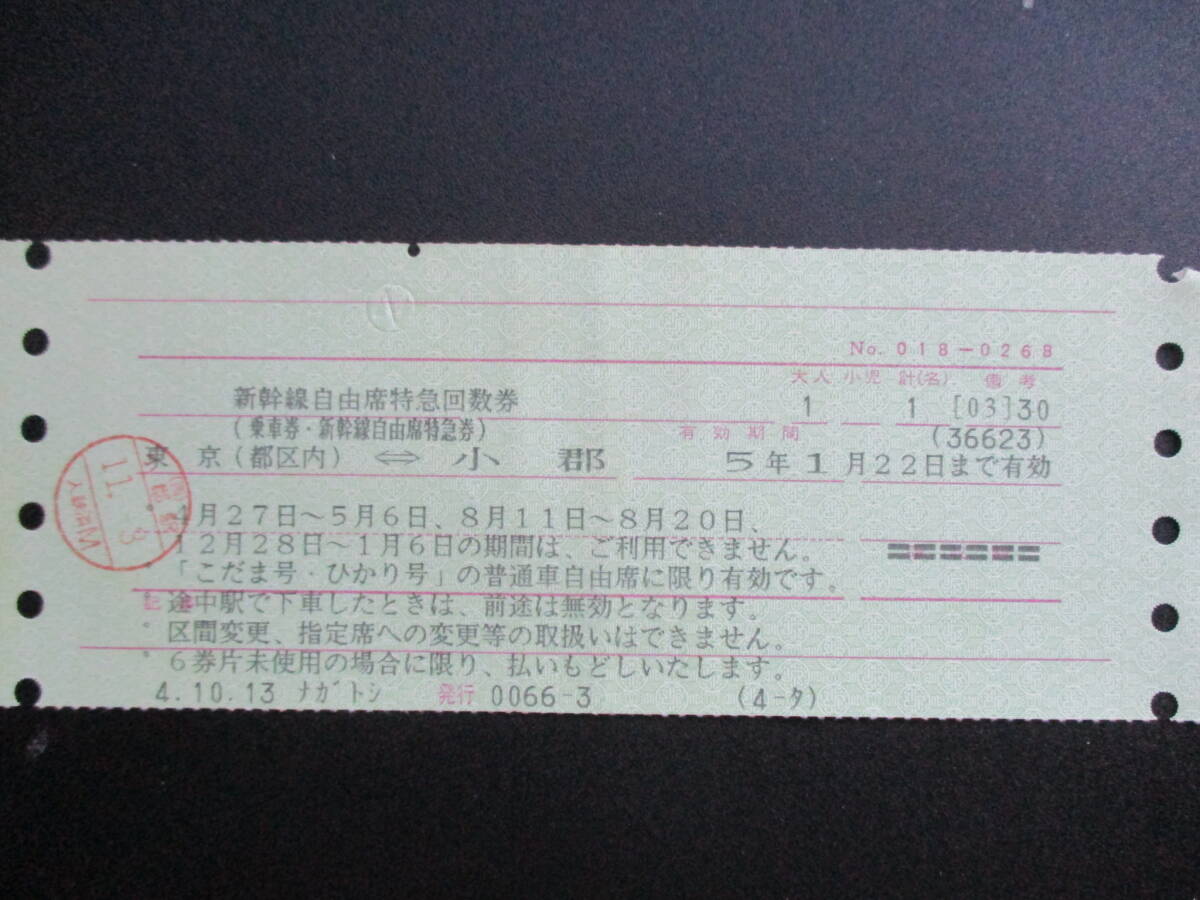 No. 018-0268
大人 小児 計(名) 備考
新幹線自由席特急回数券 1 1 [03]30
(乗車券・新幹線自由席特急券) 有効期間 (36623)
東 京(都区内) ⇔ 小 郡 5年1月22日まで有効
4月27日〜5月6日、8月11日〜8月20日、
12月28日〜1月6日の期間は、ご利用できません。
・「こだま号・ひかり号」の普通車自由席に限り有効です。
。途中駅で下車したときは、前途は無効となります。
。区間変更、指定席への変更等の取扱いはできません。
。6券片未使用の場合に限り、払いもどしいたします。
4.10.13 ナガトシ 発行 0066-3 (4-タ)
11.-3